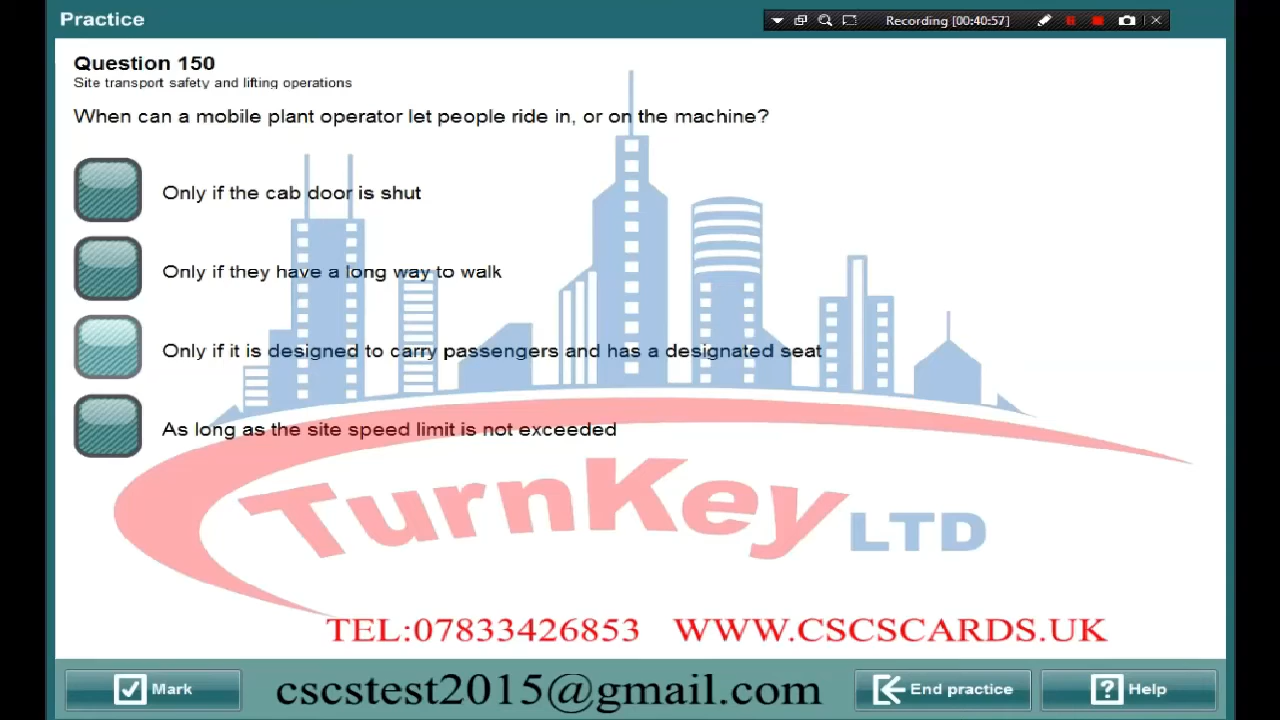 Practice
Recording [00:40:57]
Question 150
Site transport safety and lifting operations
When can a mobile plant operator let people ride in, or on the machine?
Only if the cab door is shut
Only if they have a long way to walk
Only if it is designed to carry passengers and has a designated seat
As long as the site speed limit is not exceeded
TurnKey LTD
TEL:07833426853 WWW.CSCSCARDS.UK
Mark
cscstest2015@gmail.com
End practice
Help